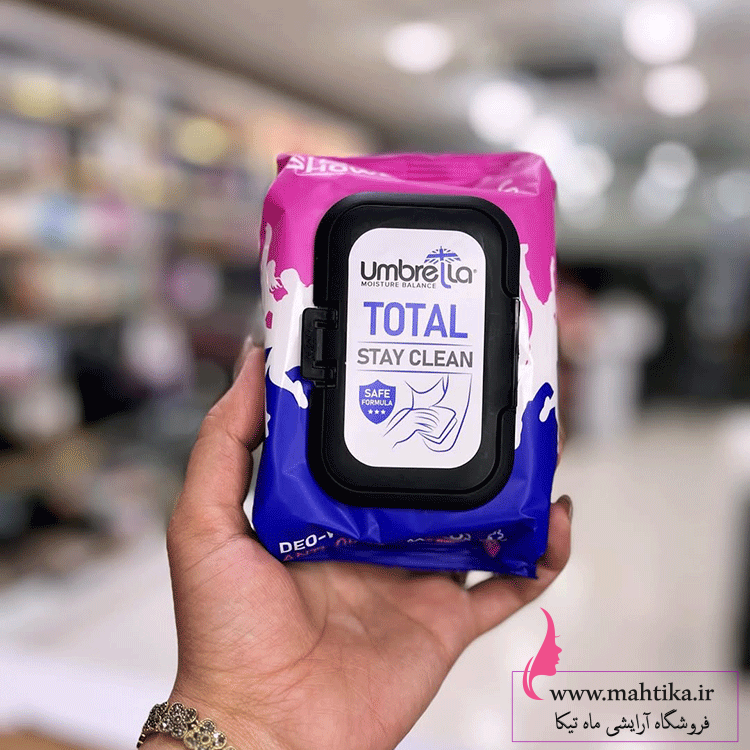 Umbrella
MOISTURE BALANCE
TOTAL
STAY CLEAN
SAFE
FORMULA
www.mahtika.ir
فروشگاه آرایشی ماه تیکا